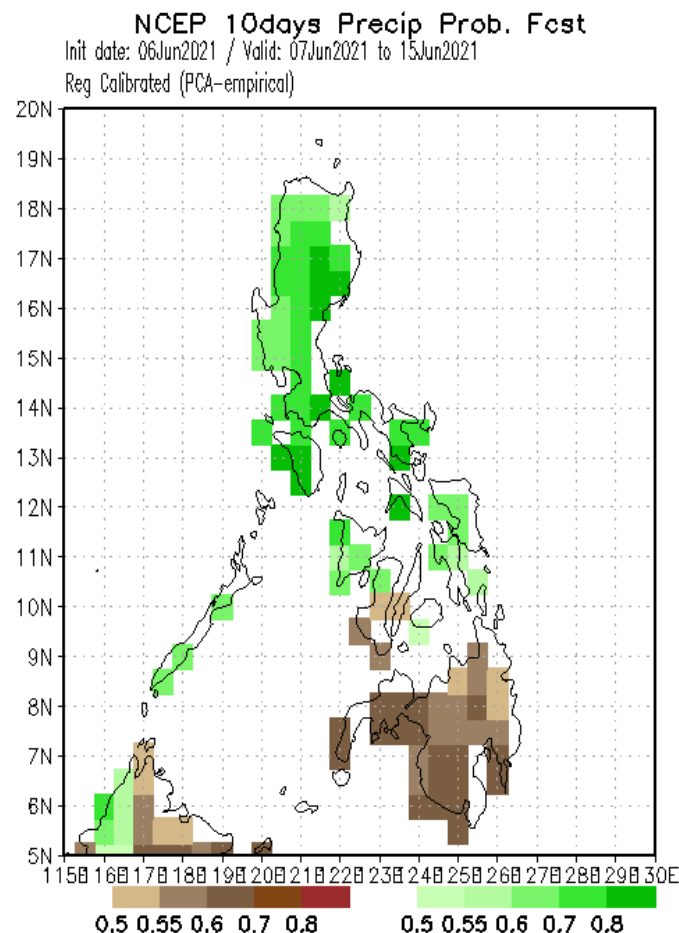 NCEP 10days Precip Prob. Fcst
Init date: 06Jun2021 / Valid: 07Jun2021 to 15Jun2021
Reg Calibrated (PCA-empirical)
20N
19N
18N
17N
16N
15N
14N
13N
12N
11N
10N
9N
8N
7N
6N
5N
115E 116E 117E 118E 119E 120E 121E 122E 123E 124E 125E 126E 127E 128E 129E 130E
0.5 0.55 0.6 0.7 0.8 0.5 0.55 0.6 0.7 0.8